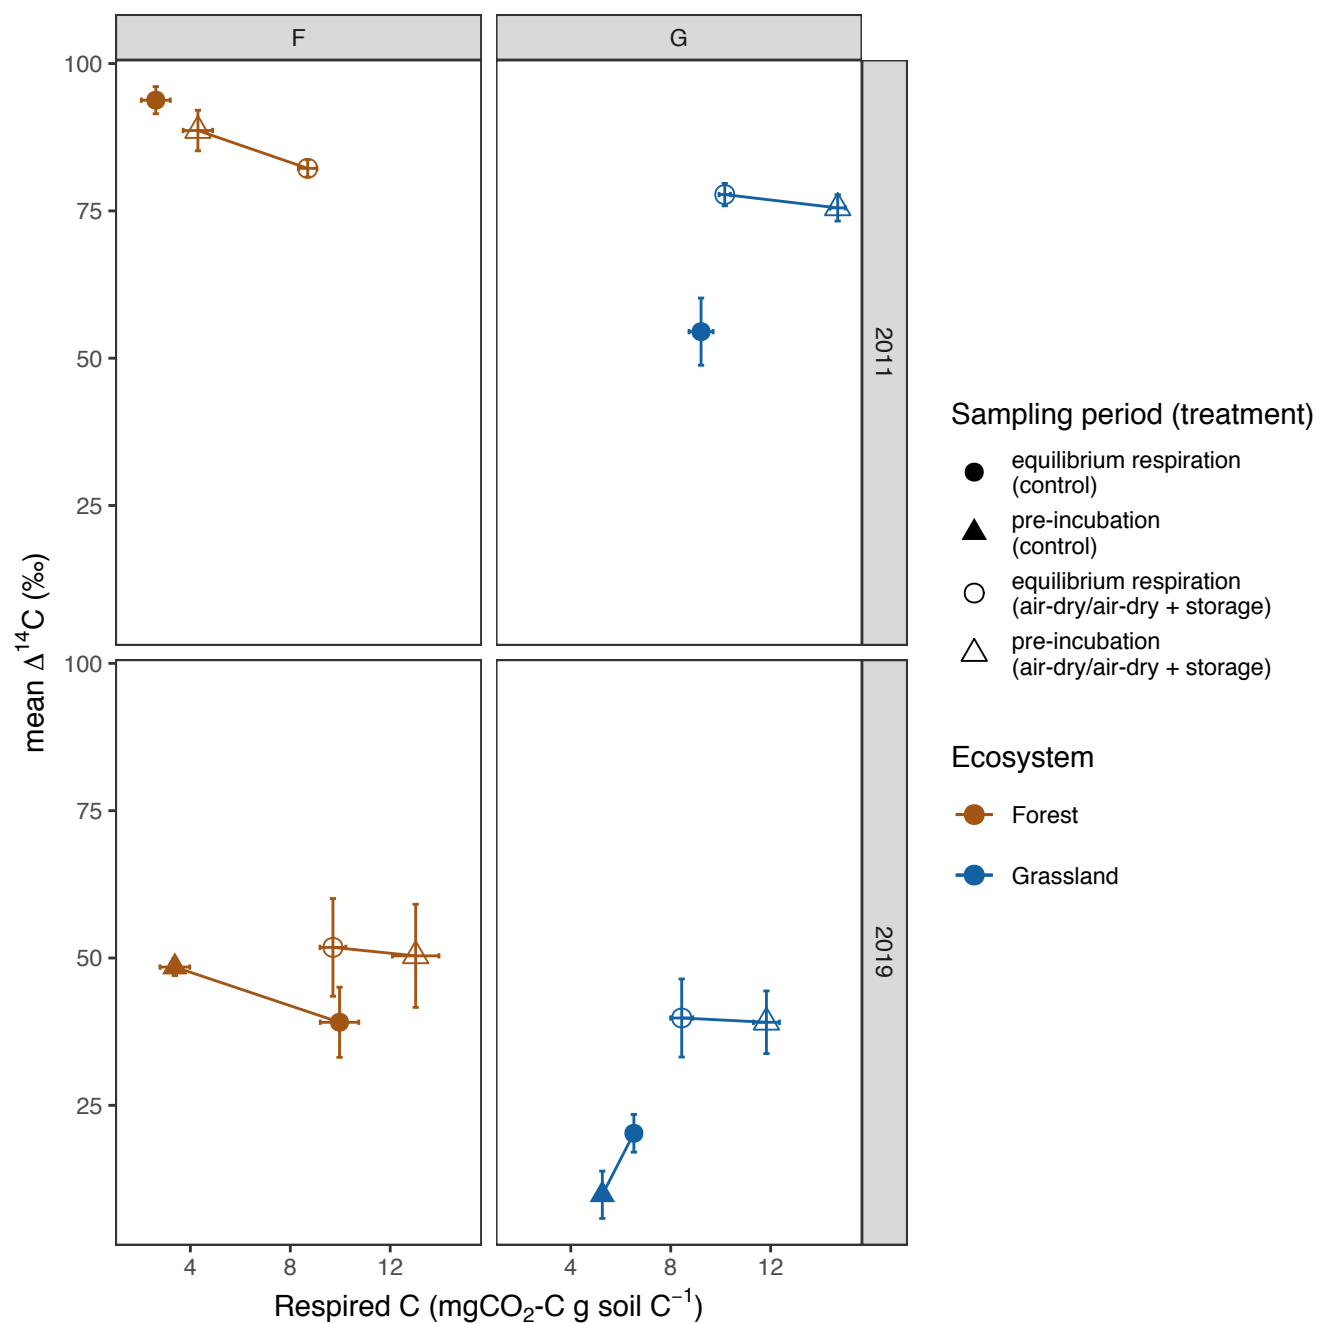 F
G
100
75
50
25
2011
100
75
50
25
2019
mean Δ¹⁴C (‰)
4
8
12
4
8
12
Respired C (mgCO₂-C g soil C⁻¹)
Sampling period (treatment)
equilibrium respiration
(control)
pre-incubation
(control)
equilibrium respiration
(air-dry/air-dry + storage)
pre-incubation
(air-dry/air-dry + storage)
Ecosystem
Forest
Grassland